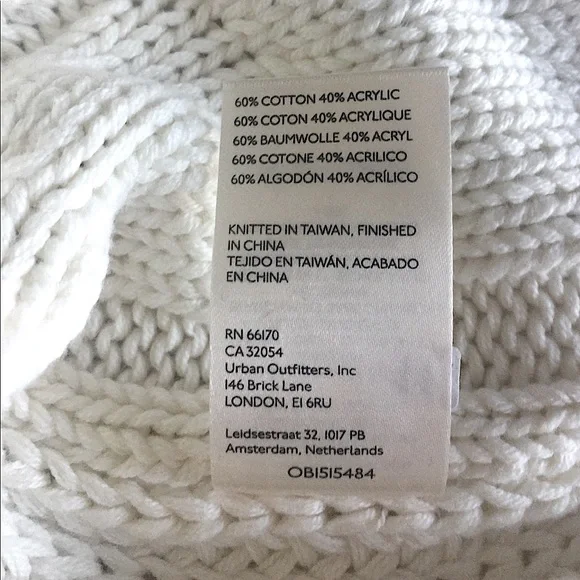 60% COTTON 40% ACRYLIC
60% COTON 40% ACRYLIQUE
60% BAUMWOLLE 40% ACRYL
60% COTONE 40% ACRILICO
60% ALGODÓN 40% ACRÍLICO
KNITTED IN TAIWAN, FINISHED
IN CHINA
TEJIDO EN TAIWÁN, ACABADO
EN CHINA
RN 66170
CA 32054
Urban Outfitters, Inc
146 Brick Lane
LONDON, E1 6RU
Leidsestraat 32, 1017 PB
Amsterdam, Netherlands
OB1515484